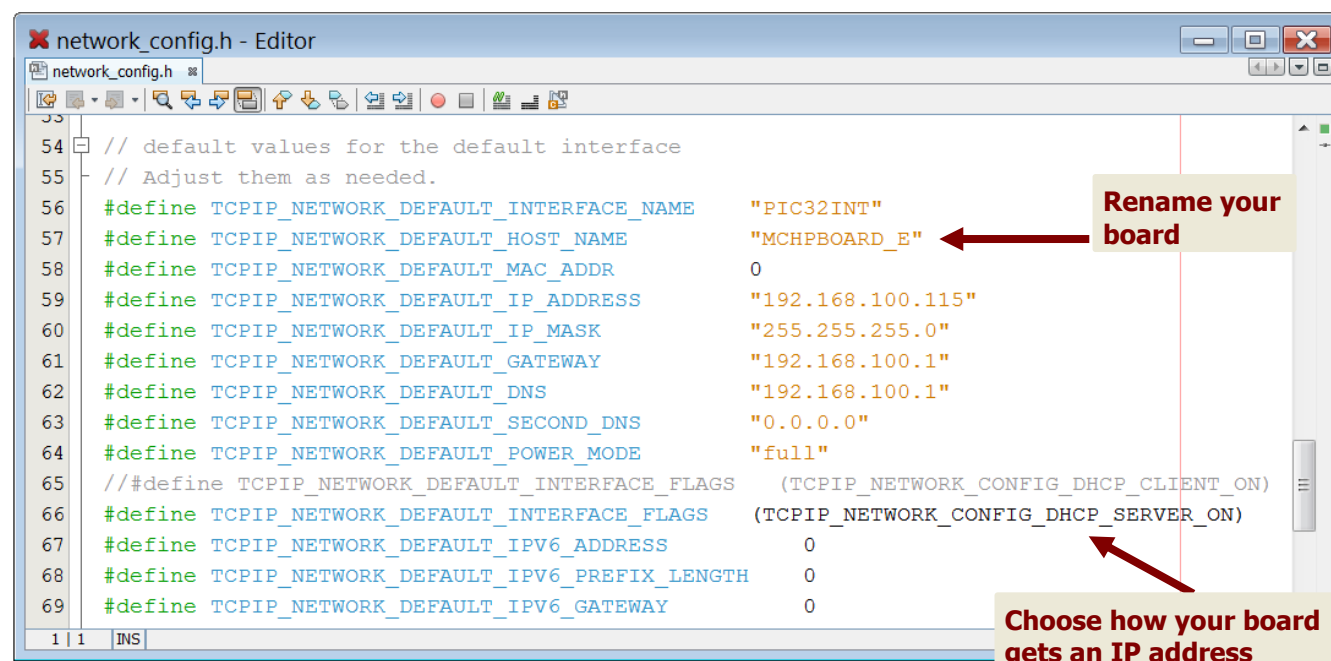 network_config.h - Editor
network_config.h
53
54 // default values for the default interface
55 // Adjust them as needed.
56 #define TCPIP_NETWORK_DEFAULT_INTERFACE_NAME "PIC32INT"
57 #define TCPIP_NETWORK_DEFAULT_HOST_NAME "MCHPBOARD_E"
Rename your
board
58 #define TCPIP_NETWORK_DEFAULT_MAC_ADDR 0
59 #define TCPIP_NETWORK_DEFAULT_IP_ADDRESS "192.168.100.115"
60 #define TCPIP_NETWORK_DEFAULT_IP_MASK "255.255.255.0"
61 #define TCPIP_NETWORK_DEFAULT_GATEWAY "192.168.100.1"
62 #define TCPIP_NETWORK_DEFAULT_DNS "192.168.100.1"
63 #define TCPIP_NETWORK_DEFAULT_SECOND_DNS "0.0.0.0"
64 #define TCPIP_NETWORK_DEFAULT_POWER_MODE "full"
65 //#define TCPIP_NETWORK_DEFAULT_INTERFACE_FLAGS (TCPIP_NETWORK_CONFIG_DHCP_CLIENT_ON)
66 #define TCPIP_NETWORK_DEFAULT_INTERFACE_FLAGS (TCPIP_NETWORK_CONFIG_DHCP_SERVER_ON)
67 #define TCPIP_NETWORK_DEFAULT_IPV6_ADDRESS 0
68 #define TCPIP_NETWORK_DEFAULT_IPV6_PREFIX_LENGTH 0
69 #define TCPIP_NETWORK_DEFAULT_IPV6_GATEWAY 0
Choose how your board
gets an IP address
1 | 1 INS